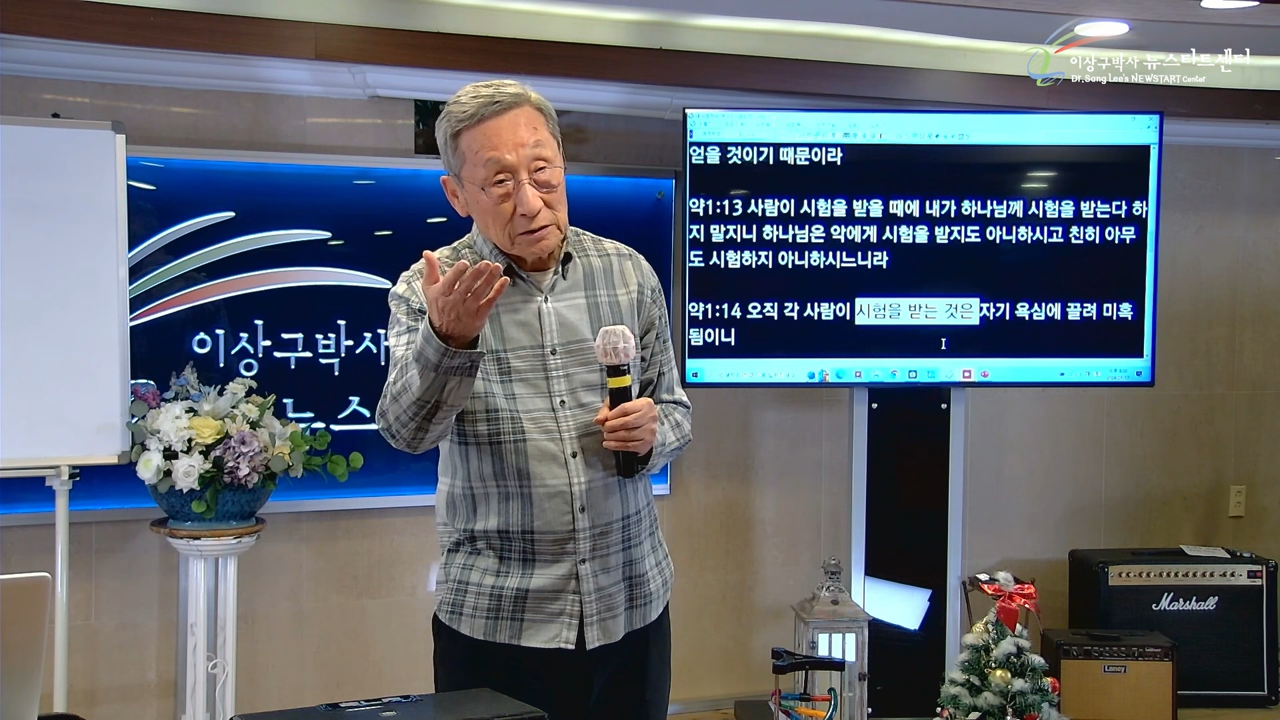 이상구박사 뉴스타트센터
Dr. Sang Lee's NEWSTART Center
얻을 것이기 때문이라
약1:13 사람이 시험을 받을 때에 내가 하나님께 시험을 받는다 하
지 말지니 하나님은 악에게 시험을 받지도 아니하시고 친히 아무
도 시험하지 아니하시느니라
약1:14 오직 각 사람이 시험을 받는 것은 자기 욕심에 끌려 미혹
됨이니
이상구박사
뉴스
Marshall
Laney